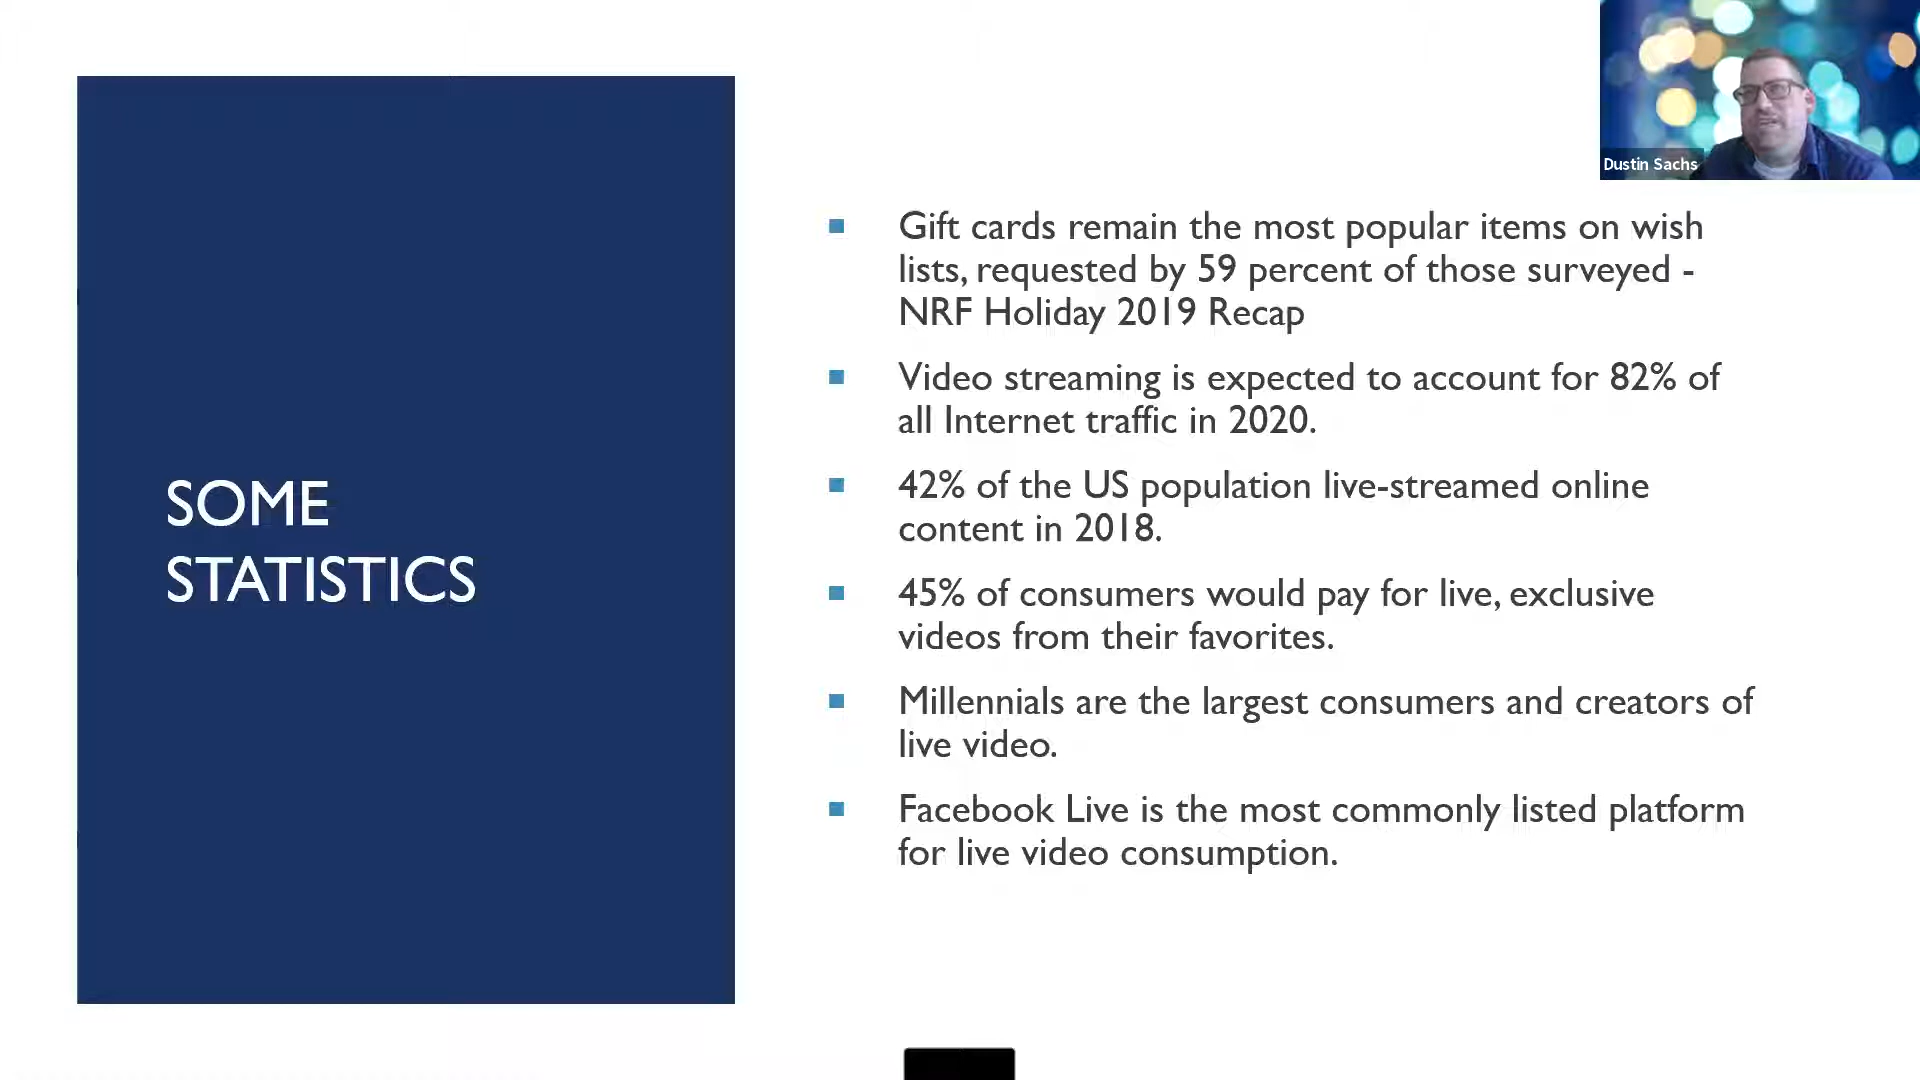 SOME
STATISTICS
Gift cards remain the most popular items on wish
lists, requested by 59 percent of those surveyed -
NRF Holiday 2019 Recap
Video streaming is expected to account for 82% of
all Internet traffic in 2020.
42% of the US population live-streamed online
content in 2018.
45% of consumers would pay for live, exclusive
videos from their favorites.
Millennials are the largest consumers and creators of
live video.
Facebook Live is the most commonly listed platform
for live video consumption.
Dustin Sachs